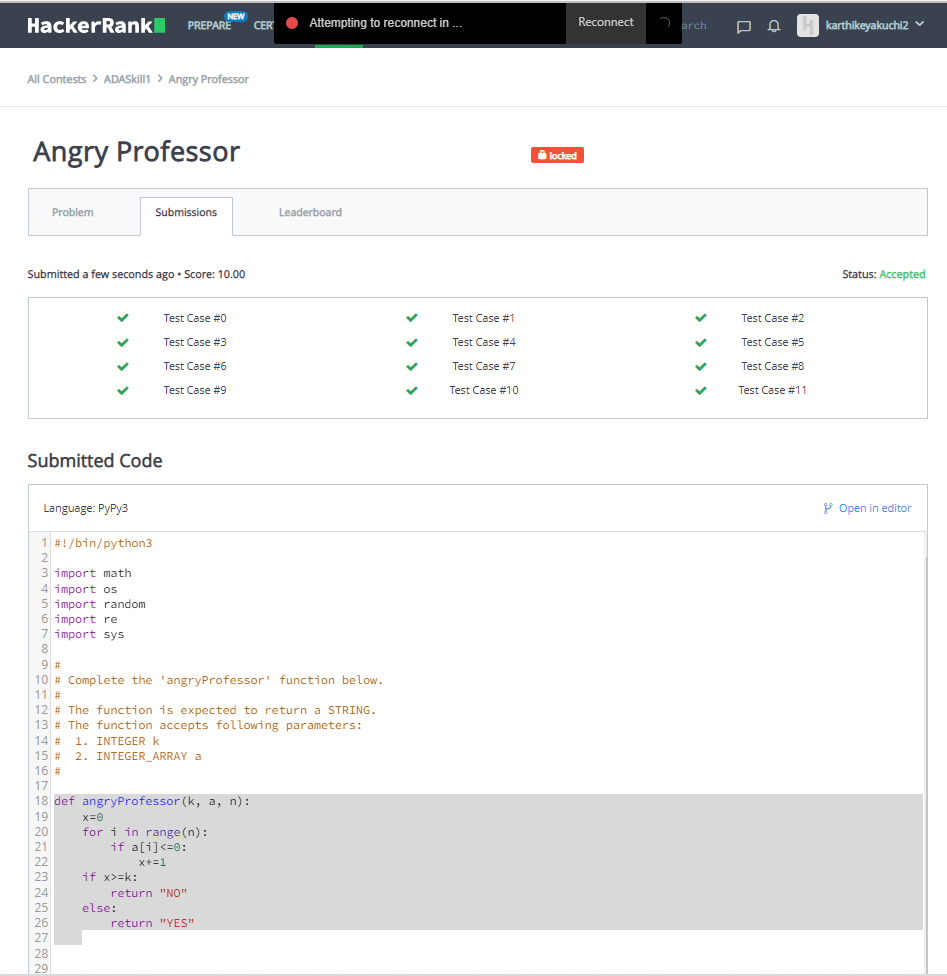 HackerRank PREPARE NEW CER Attempting to reconnect in ... Reconnect arch karthikeyakuchi2
All Contests > ADASkill1 > Angry Professor
Angry Professor locked
Problem Submissions Leaderboard
Submitted a few seconds ago • Score: 10.00 Status: Accepted
Test Case #0 Test Case #1 Test Case #2
Test Case #3 Test Case #4 Test Case #5
Test Case #6 Test Case #7 Test Case #8
Test Case #9 Test Case #10 Test Case #11
Submitted Code
Language: PyPy3 Open in editor
1 #!/bin/python3
2
3 import math
4 import os
5 import random
6 import re
7 import sys
8
9 #
10 # Complete the 'angryProfessor' function below.
11 #
12 # The function is expected to return a STRING.
13 # The function accepts following parameters:
14 #  1. INTEGER k
15 #  2. INTEGER_ARRAY a
16 #
17
18 def angryProfessor(k, a, n):
19     x=0
20     for i in range(n):
21         if a[i]<=0:
22             x+=1
23     if x>=k:
24         return "NO"
25     else:
26         return "YES"
27
28
29